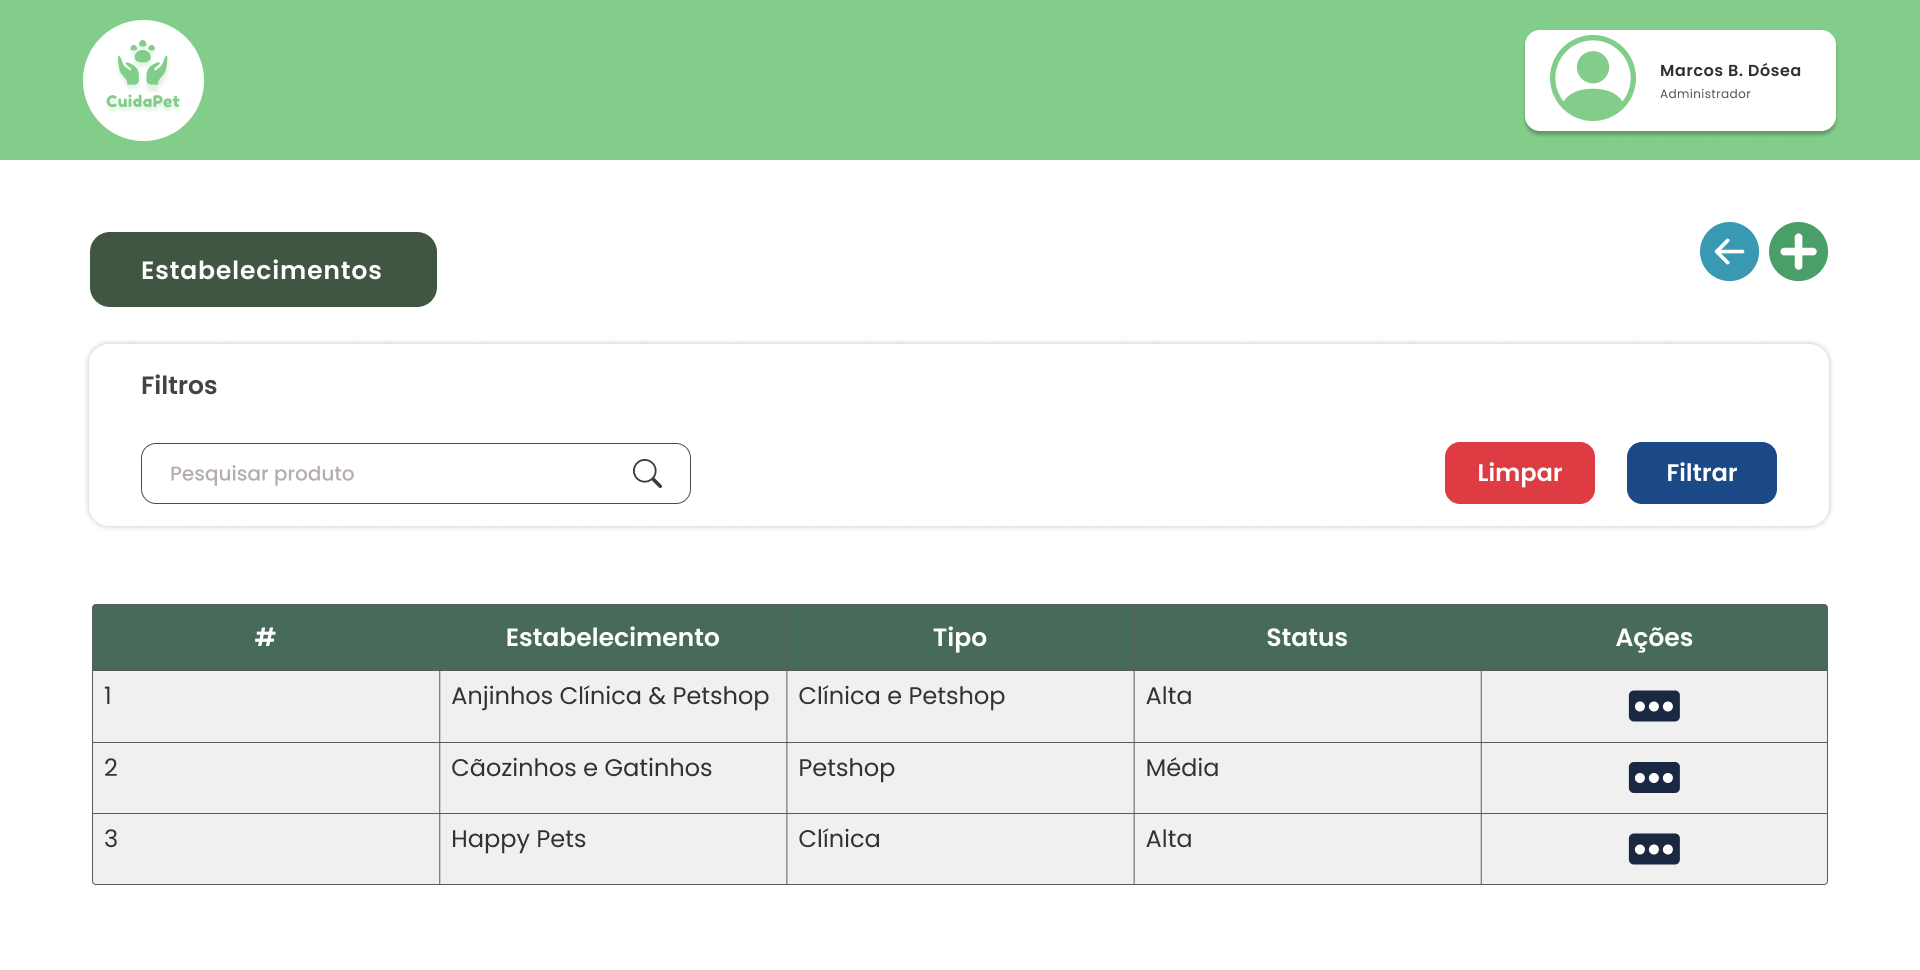 CuidaPet
Marcos B. Dósea
Administrador
Estabelecimentos
Filtros
Pesquisar produto
Limpar
Filtrar
# Estabelecimento Tipo Status Ações
1 Anjinhos Clínica & Petshop Clínica e Petshop Alta
2 Cãozinhos e Gatinhos Petshop Média
3 Happy Pets Clínica Alta